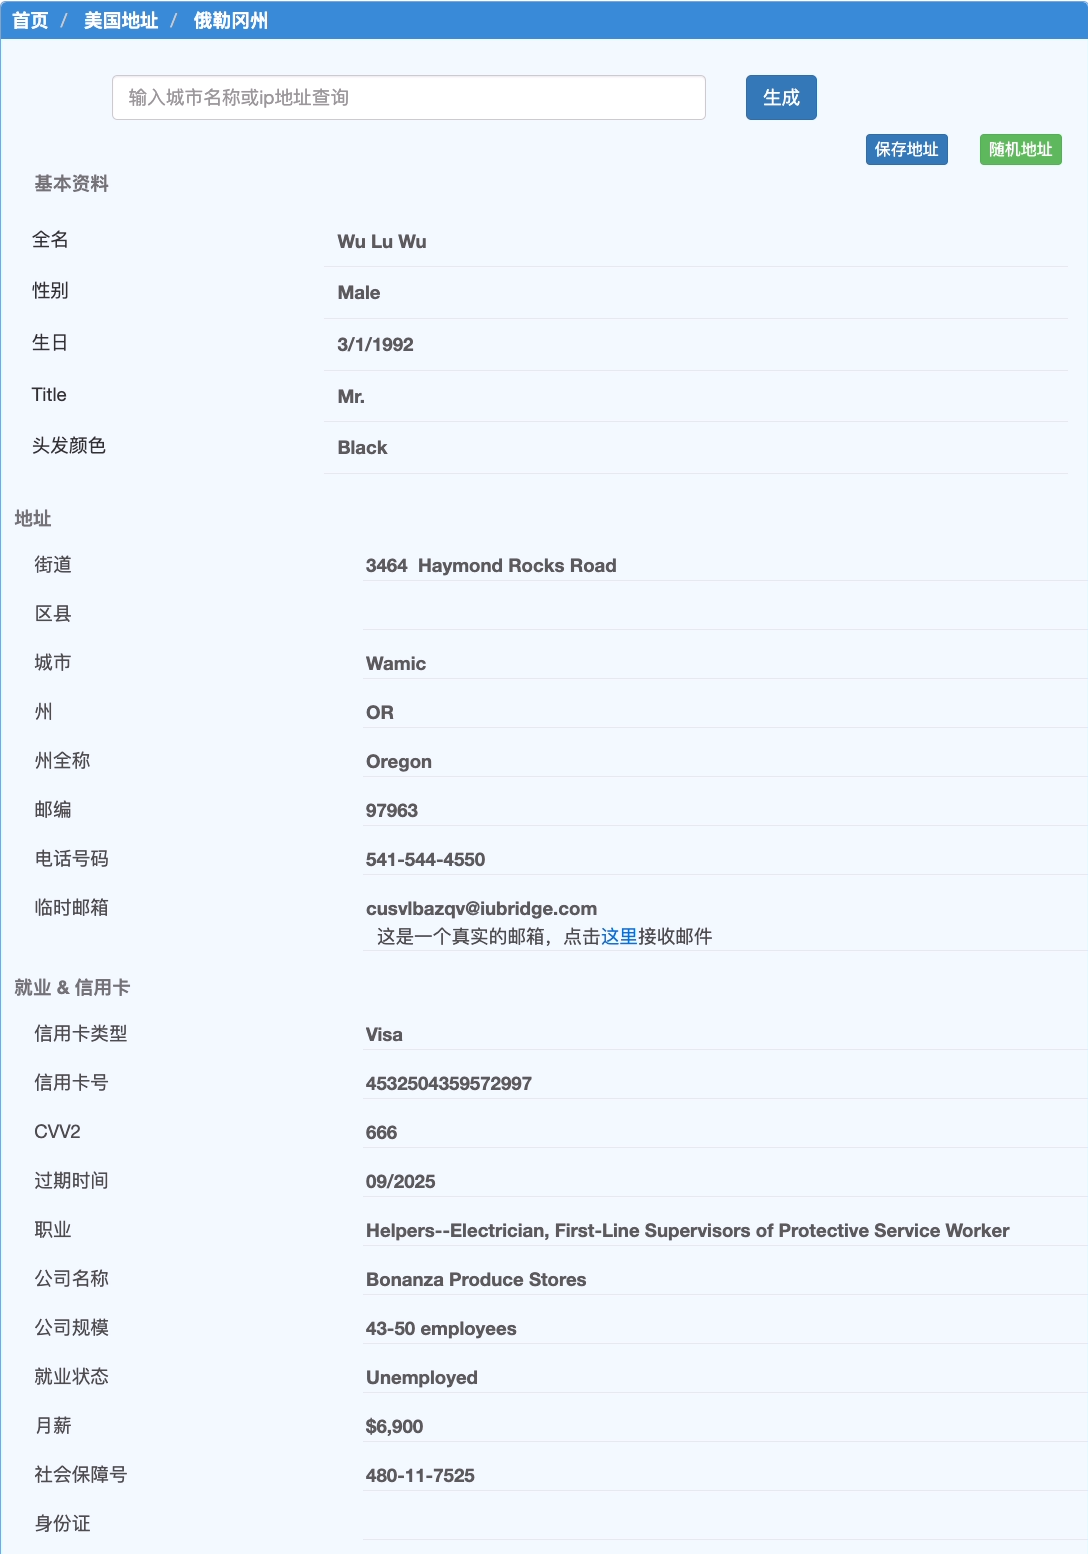 首页 / 美国地址 / 俄勒冈州
输入城市名称或ip地址查询 生成
保存地址 随机地址
基本资料
全名 Wu Lu Wu
性别 Male
生日 3/1/1992
Title Mr.
头发颜色 Black
地址
街道 3464 Haymond Rocks Road
区县
城市 Wamic
州 OR
州全称 Oregon
邮编 97963
电话号码 541-544-4550
临时邮箱 cusvlbazqv@iubridge.com
这是一个真实的邮箱，点击这里接收邮件
就业 & 信用卡
信用卡类型 Visa
信用卡号 4532504359572997
CVV2 666
过期时间 09/2025
职业 Helpers--Electrician, First-Line Supervisors of Protective Service Worker
公司名称 Bonanza Produce Stores
公司规模 43-50 employees
就业状态 Unemployed
月薪 $6,900
社会保障号 480-11-7525
身份证